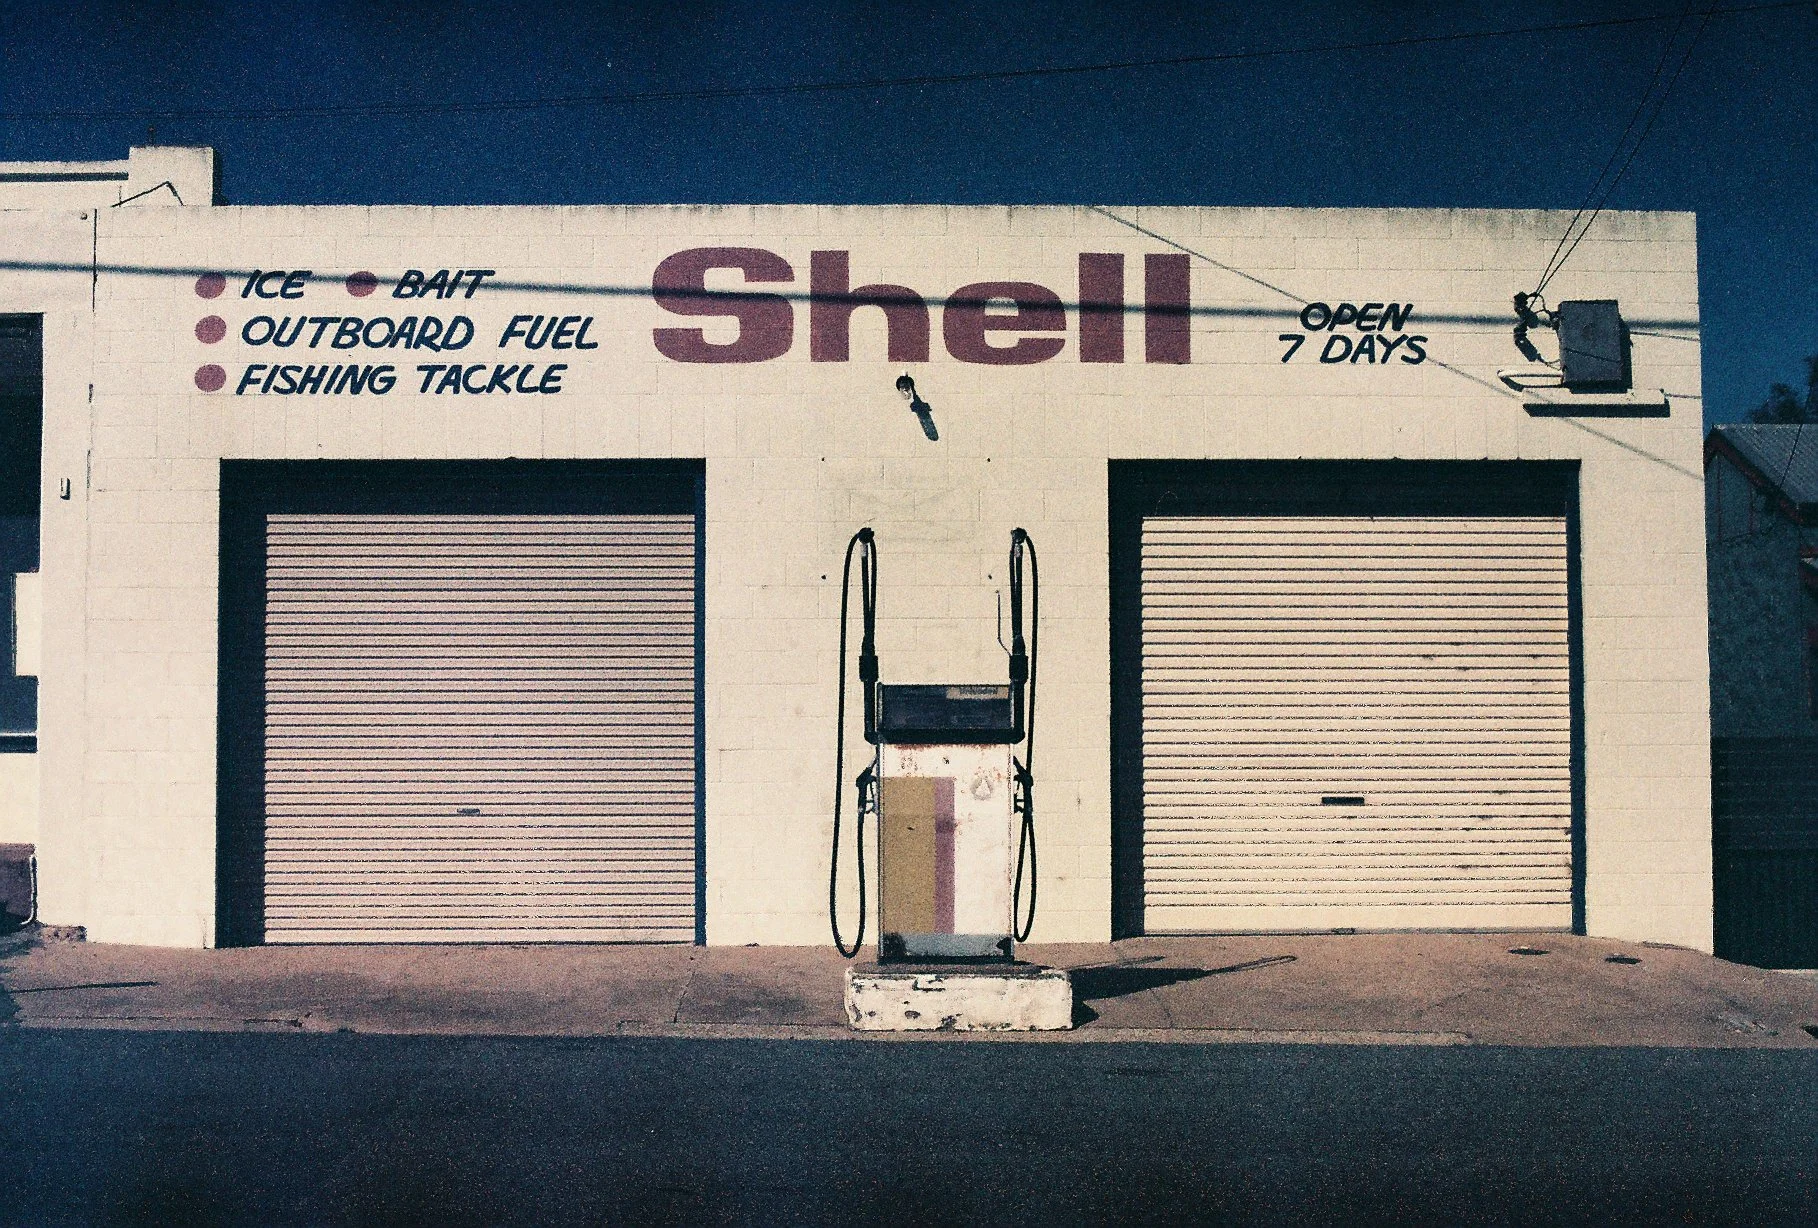 ICE BAIT
OUTBOARD FUEL
FISHING TACKLE
Shell
OPEN
7 DAYS